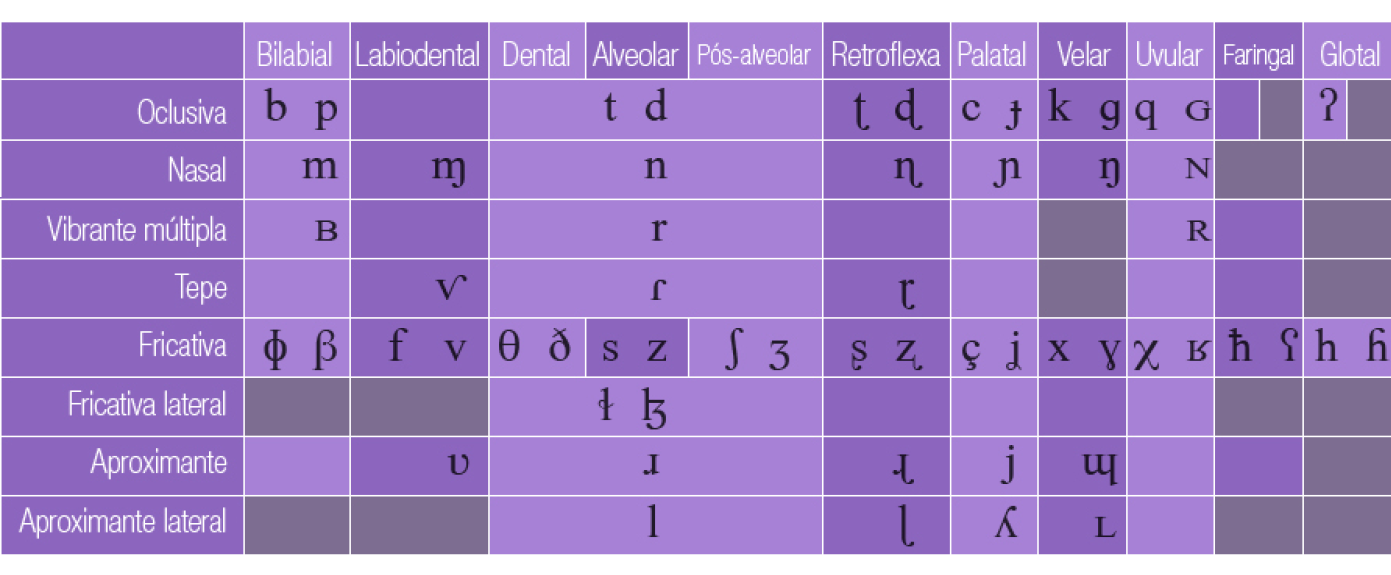 Bilabial Labiodental Dental Alveolar Pós-alveolar Retroflexa Palatal Velar Uvular Faringal Glotal
Oclusiva b p t d ʈ ɖ c ɟ k ɡ q ɢ ʔ
Nasal m ɱ n ɳ ɲ ŋ ɴ
Vibrante múltipla ʙ r ʀ
Tepe ⱱ ɾ ɽ
Fricativa ɸ β f v θ ð s z ʃ ʒ ʂ ʐ ç ʝ x ɣ χ ʁ ħ ʕ h ɦ
Fricativa lateral ɬ ɮ
Aproximante ʋ ɹ ɻ j ɰ
Aproximante lateral l ɭ ʎ ʟ